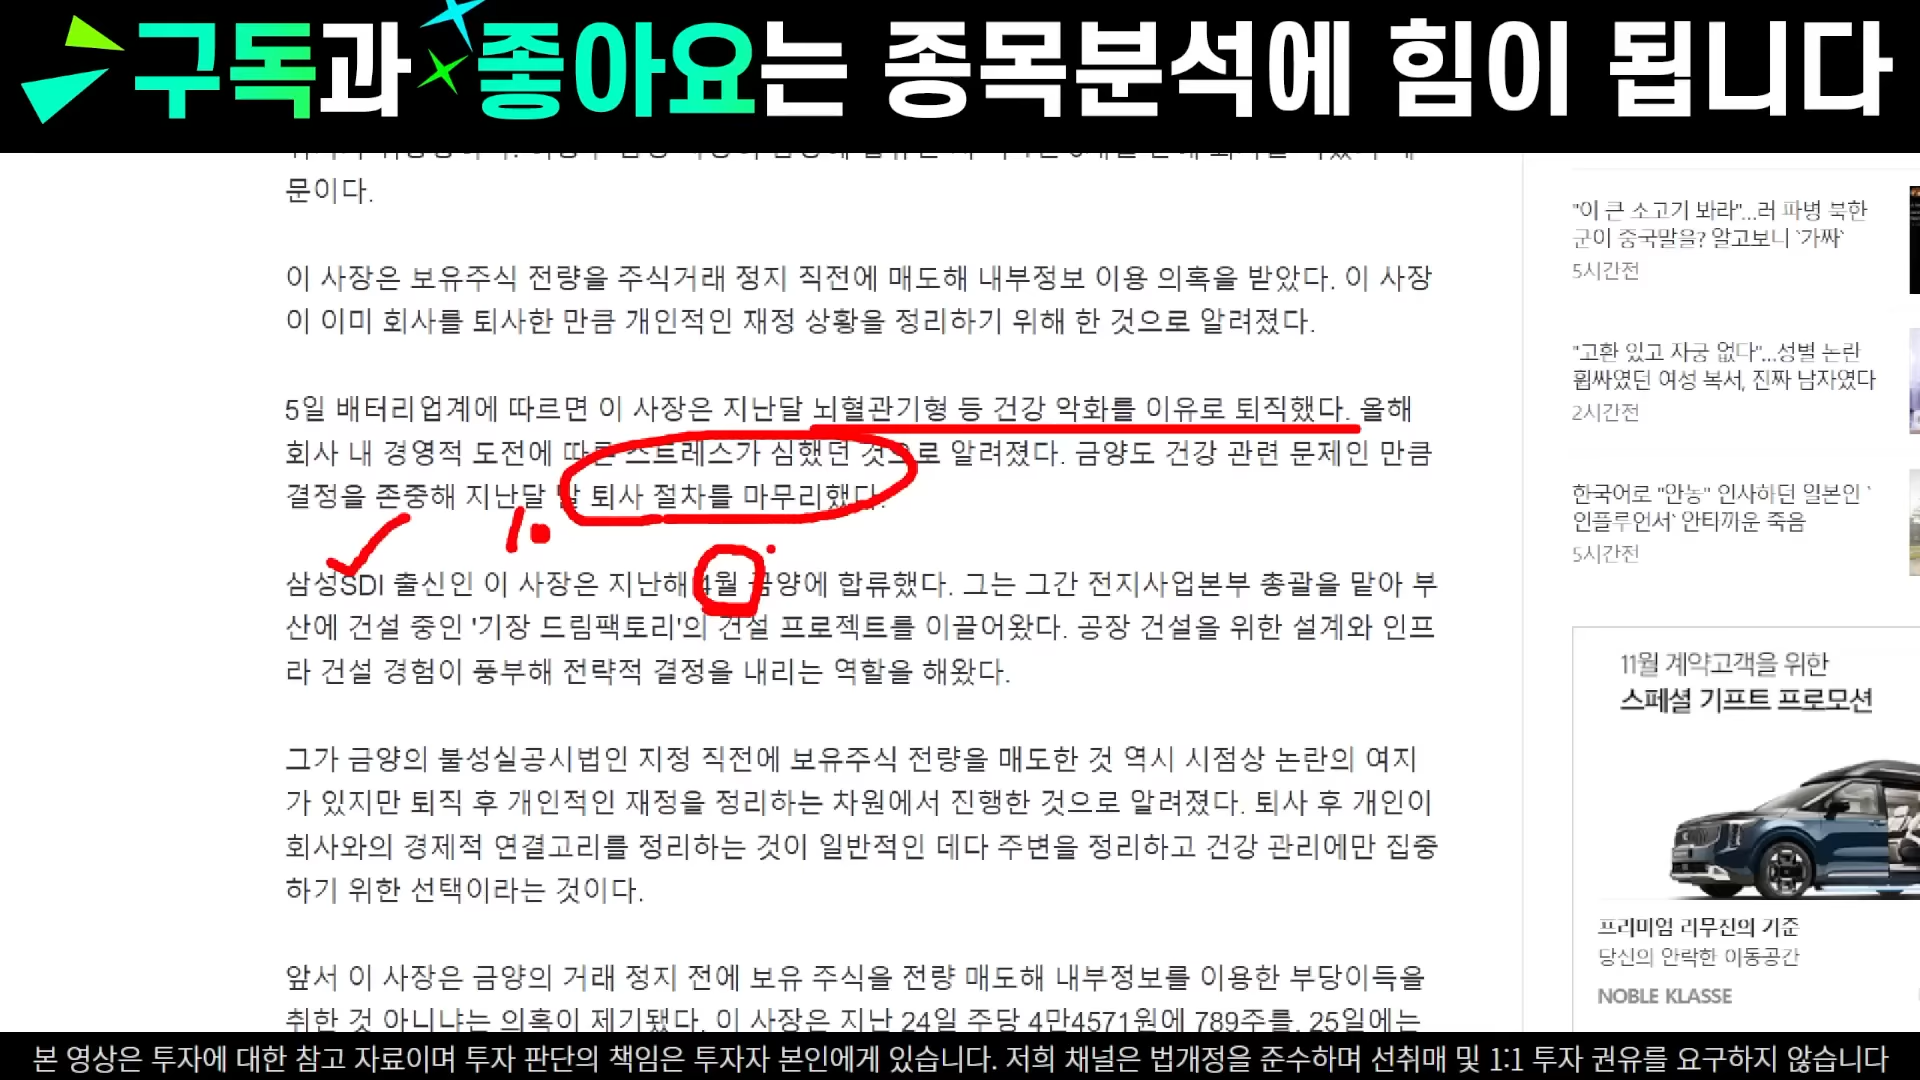 구독과 좋아요는 종목분석에 힘이 됩니다
문이다.
이 사장은 보유주식 전량을 주식거래 정지 직전에 매도해 내부정보 이용 의혹을 받았다. 이 사장
이 이미 회사를 퇴사한 만큼 개인적인 재정 상황을 정리하기 위해 한 것으로 알려졌다.
5일 배터리업계에 따르면 이 사장은 지난달 뇌혈관기형 등 건강 악화를 이유로 퇴직했다. 올해
회사 내 경영적 도전에 따른 스트레스가 심했던 것으로 알려졌다. 금양도 건강 관련 문제인 만큼
결정을 존중해 지난달 말 퇴사 절차를 마무리했다.
1.
삼성SDI 출신인 이 사장은 지난해 4월 금양에 합류했다. 그는 그간 전지사업본부 총괄을 맡아 부
산에 건설 중인 '기장 드림팩토리'의 건설 프로젝트를 이끌어왔다. 공장 건설을 위한 설계와 인프
라 건설 경험이 풍부해 전략적 결정을 내리는 역할을 해왔다.
그가 금양의 불성실공시법인 지정 직전에 보유주식 전량을 매도한 것 역시 시점상 논란의 여지
가 있지만 퇴직 후 개인적인 재정을 정리하는 차원에서 진행한 것으로 알려졌다. 퇴사 후 개인이
회사와의 경제적 연결고리를 정리하는 것이 일반적인 데다 주변을 정리하고 건강 관리에만 집중
하기 위한 선택이라는 것이다.
앞서 이 사장은 금양의 거래 정지 전에 보유 주식을 전량 매도해 내부정보를 이용한 부당이득을
취한 것 아니냐는 의혹이 제기됐다. 이 사장은 지난 24일 주당 4만4571원에 789주를, 25일에는
"이 큰 소고기 봐라"...러 파병 북한
군이 중국말을? 알고보니 `가짜`
5시간전
"고환 있고 자궁 없다"...성별 논란
휩싸였던 여성 복서, 진짜 남자였다
2시간전
한국어로 "안농" 인사하던 일본인 `
인플루언서` 안타까운 죽음
5시간전
11월 계약고객을 위한
스페셜 기프트 프로모션
프리미엄 리무진의 기준
당신의 안락한 이동공간
NOBLE KLASSE
본 영상은 투자에 대한 참고 자료이며 투자 판단의 책임은 투자자 본인에게 있습니다. 저희 채널은 법개정을 준수하며 선취매 및 1:1 투자 권유를 요구하지 않습니다